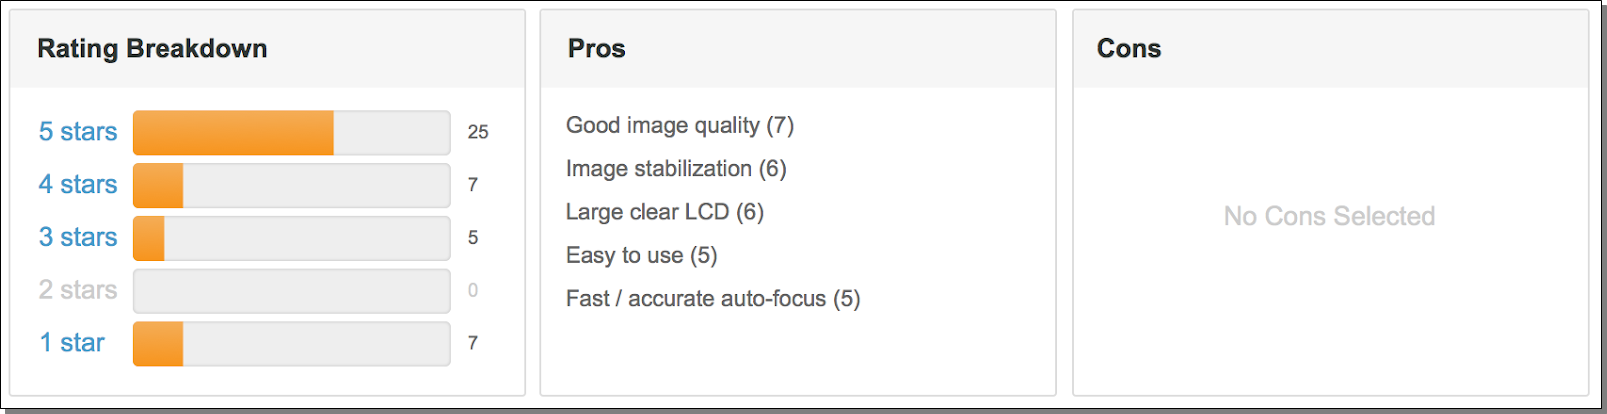 Rating Breakdown
5 stars 25
4 stars 7
3 stars 5
2 stars 0
1 star 7
Pros
Good image quality (7)
Image stabilization (6)
Large clear LCD (6)
Easy to use (5)
Fast / accurate auto-focus (5)
Cons
No Cons Selected